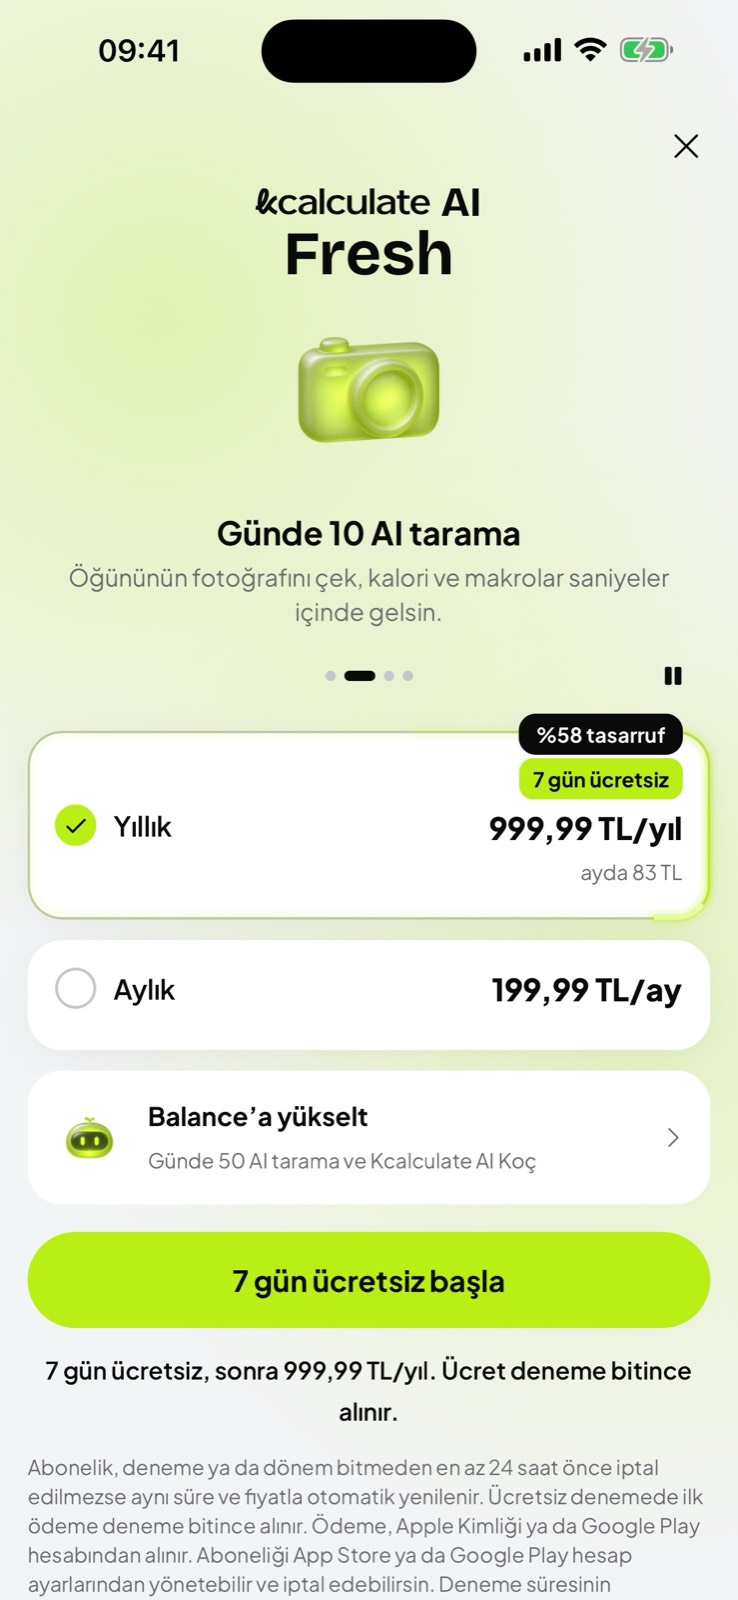 09:41
kcalculate AI
Fresh
Günde 10 AI tarama
Öğününün fotoğrafını çek, kalori ve makrolar saniyeler
içinde gelsin.
%58 tasarruf
7 gün ücretsiz
Yıllık
999,99 TL/yıl
ayda 83 TL
Aylık
199,99 TL/ay
Balance’a yükselt
Günde 50 AI tarama ve Kcalculate AI Koç
7 gün ücretsiz başla
7 gün ücretsiz, sonra 999,99 TL/yıl. Ücret deneme bitince
alınır.
Abonelik, deneme ya da dönem bitmeden en az 24 saat önce iptal
edilmezse aynı süre ve fiyatla otomatik yenilenir. Ücretsiz denemede ilk
ödeme deneme bitince alınır. Ödeme, Apple Kimliği ya da Google Play
hesabından alınır. Aboneliği App Store ya da Google Play hesap
ayarlarından yönetebilir ve iptal edebilirsin. Deneme süresinin